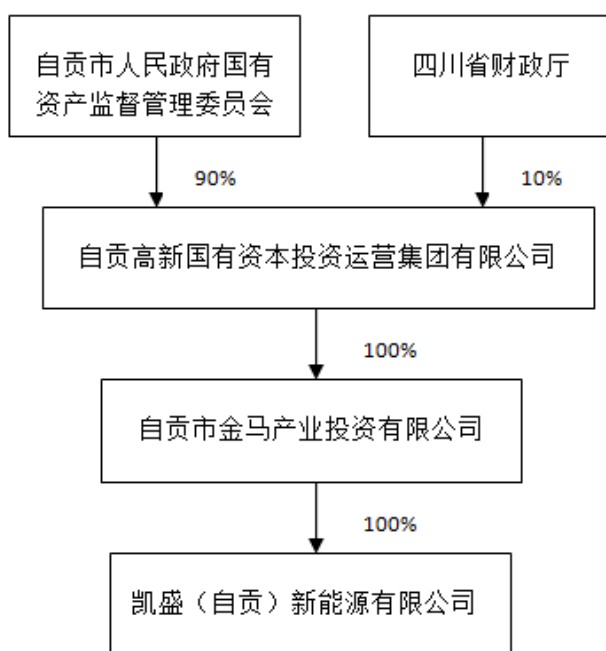 自贡市人民政府国有
资产监督管理委员会
四川省财政厅
90%
10%
自贡高新国有资本投资运营集团有限公司
100%
自贡市金马产业投资有限公司
100%
凯盛（自贡）新能源有限公司